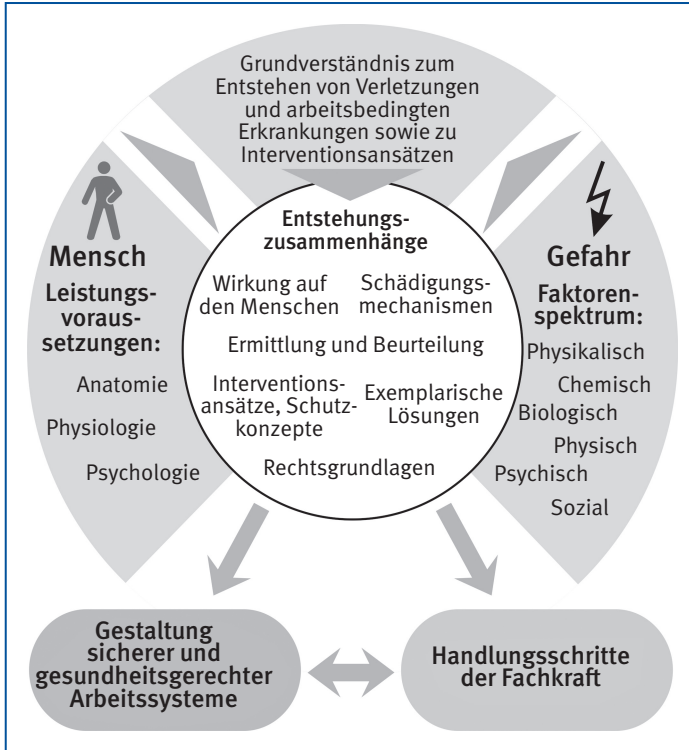 Grundverständnis zum
Entstehen von Verletzungen
und arbeitsbedingten
Erkrankungen sowie zu
Interventionsansätzen
Mensch
Leistungs-
voraus-
setzungen:
Anatomie
Physiologie
Psychologie
Entstehungs-
zusammenhänge
Wirkung auf
den Menschen
Schädigungs-
mechanismen
Ermittlung und Beurteilung
Interventions-
ansätze, Schutz-
konzepte
Exemplarische
Lösungen
Rechtsgrundlagen
Gefahr
Faktoren-
spektrum:
Physikalisch
Chemisch
Biologisch
Physisch
Psychisch
Sozial
Gestaltung
sicherer und
gesundheitsgerechter
Arbeitssysteme
Handlungsschritte
der Fachkraft